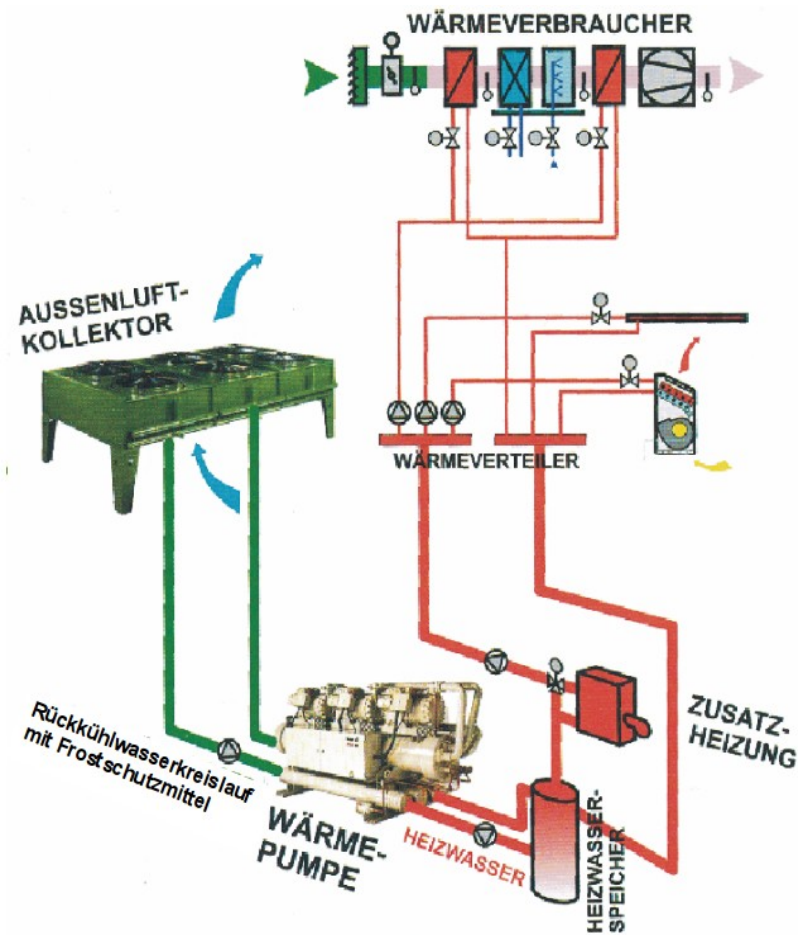 WÄRMEVERBRAUCHER
AUSSENLUFT-
KOLLEKTOR
WÄRMEVERTEILER
ZUSATZ-
HEIZUNG
Rückkühlwasserkreislauf
mit Frostschutzmittel
WÄRME-
PUMPE
HEIZWASSER
HEIZWASSER-
SPEICHER